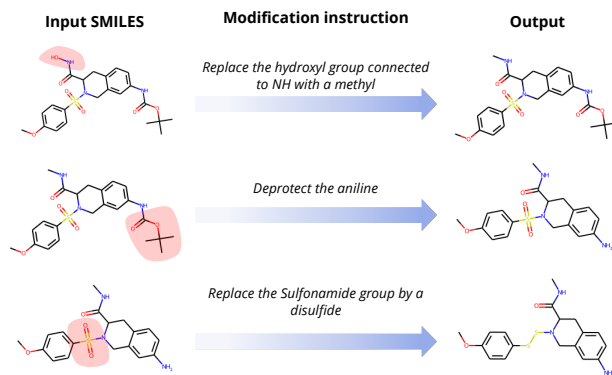 Input SMILES
Modification instruction
Output
Replace the hydroxyl group connected
to NH with a methyl
Deprotect the aniline
Replace the Sulfonamide group by a
disulfide